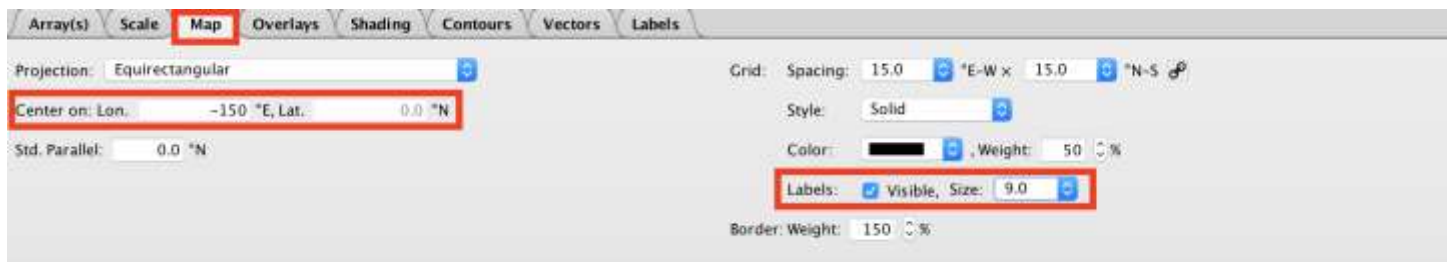 Array(s) Scale Map Overlays Shading Contours Vectors Labels
Projection: Equirectangular
Center on: Lon. -150 °E, Lat. 0.0 °N
Std. Parallel: 0.0 °N
Grid: Spacing: 15.0 °E-W × 15.0 °N-S
Style: Solid
Color: , Weight: 50 %
Labels: Visible, Size: 9.0
Border: Weight: 150 %